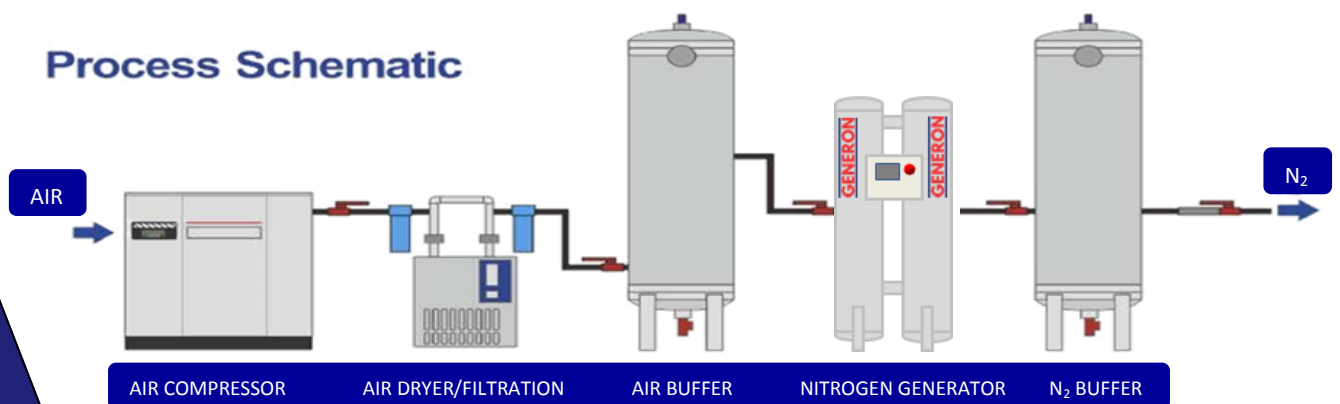 Process Schematic
AIR
GENERON
GENERON
N₂
AIR COMPRESSOR
AIR DRYER/FILTRATION
AIR BUFFER
NITROGEN GENERATOR
N₂ BUFFER